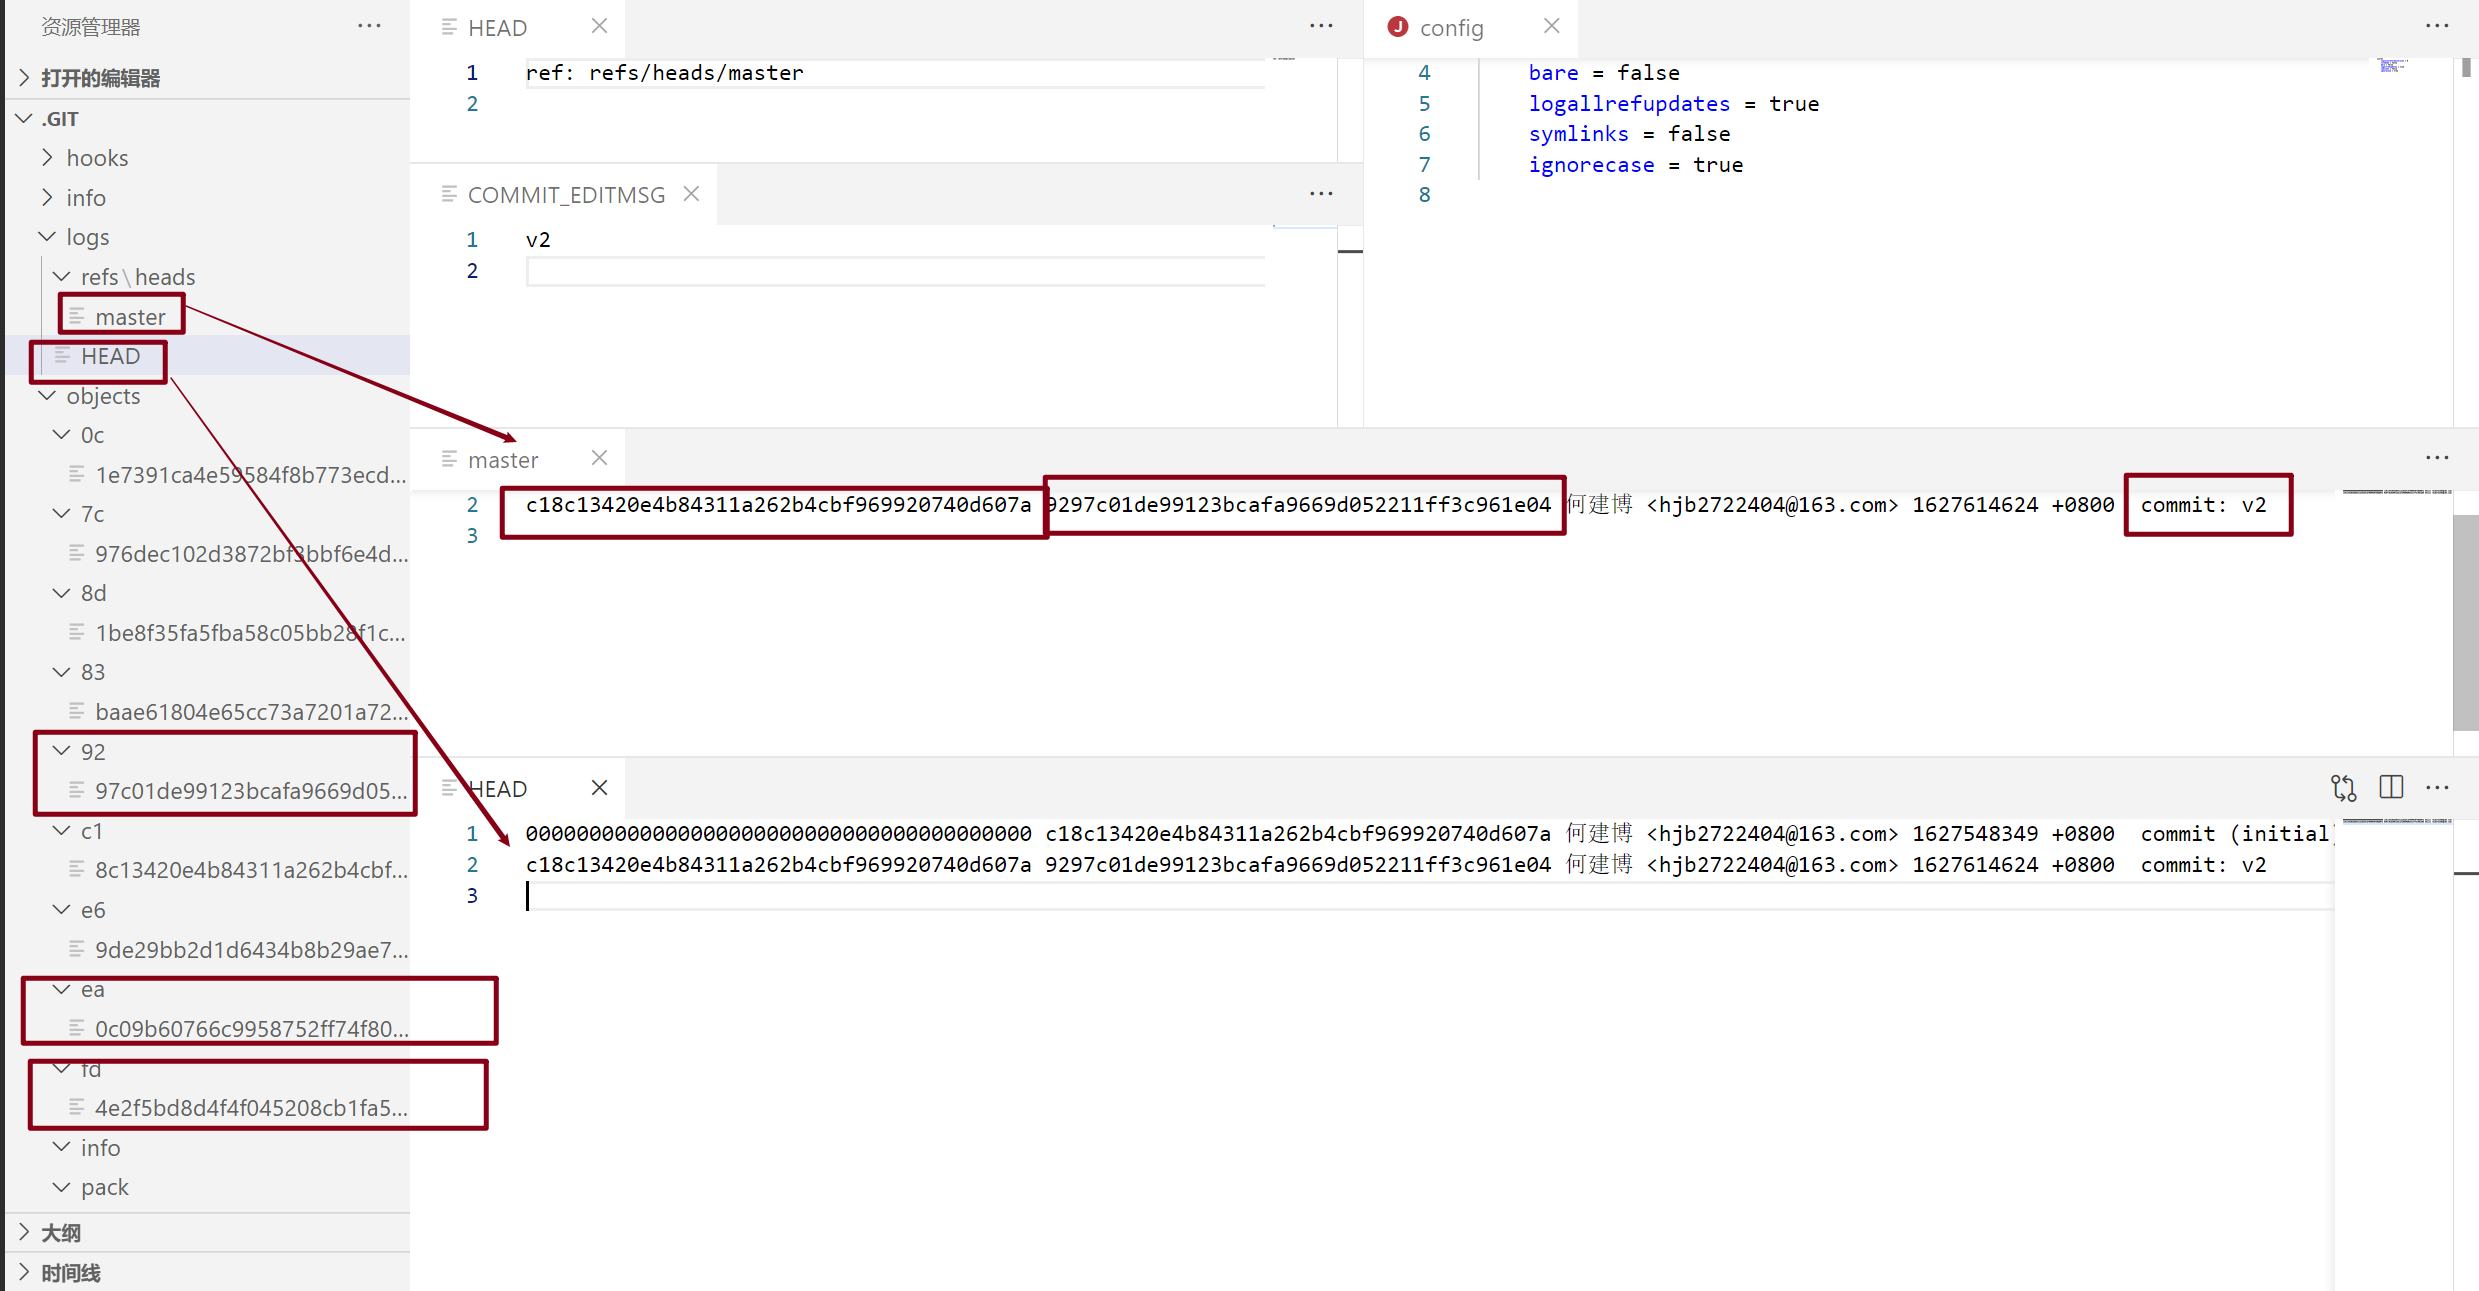 资源管理器
打开的编辑器
.GIT
hooks
info
logs
refs\heads
master
HEAD
objects
0c
1e7391ca4e59584f8b773ecd...
7c
976dec102d3872bf3bbf6e4d...
8d
1be8f35fa5fba58c05bb28f1c...
83
baae61804e65cc73a7201a72...
92
97c01de99123bcafa9669d05...
c1
8c13420e4b84311a262b4cbf...
e6
9de29bb2d1d6434b8b29ae7...
ea
0c09b60766c9958752ff74f80...
fd
4e2f5bd8d4f4f045208cb1fa5...
info
pack
大纲
时间线
HEAD
1 ref: refs/heads/master
2
COMMIT_EDITMSG
1 v2
2
config
4 bare = false
5 logallrefupdates = true
6 symlinks = false
7 ignorecase = true
8
master
2 c18c13420e4b84311a262b4cbf969920740d607a 9297c01de99123bcafa9669d052211ff3c961e04 何建博 <hjb2722404@163.com> 1627614624 +0800 commit: v2
3
HEAD
1 0000000000000000000000000000000000000000 c18c13420e4b84311a262b4cbf969920740d607a 何建博 <hjb2722404@163.com> 1627548349 +0800 commit (initial)
2 c18c13420e4b84311a262b4cbf969920740d607a 9297c01de99123bcafa9669d052211ff3c961e04 何建博 <hjb2722404@163.com> 1627614624 +0800 commit: v2
3